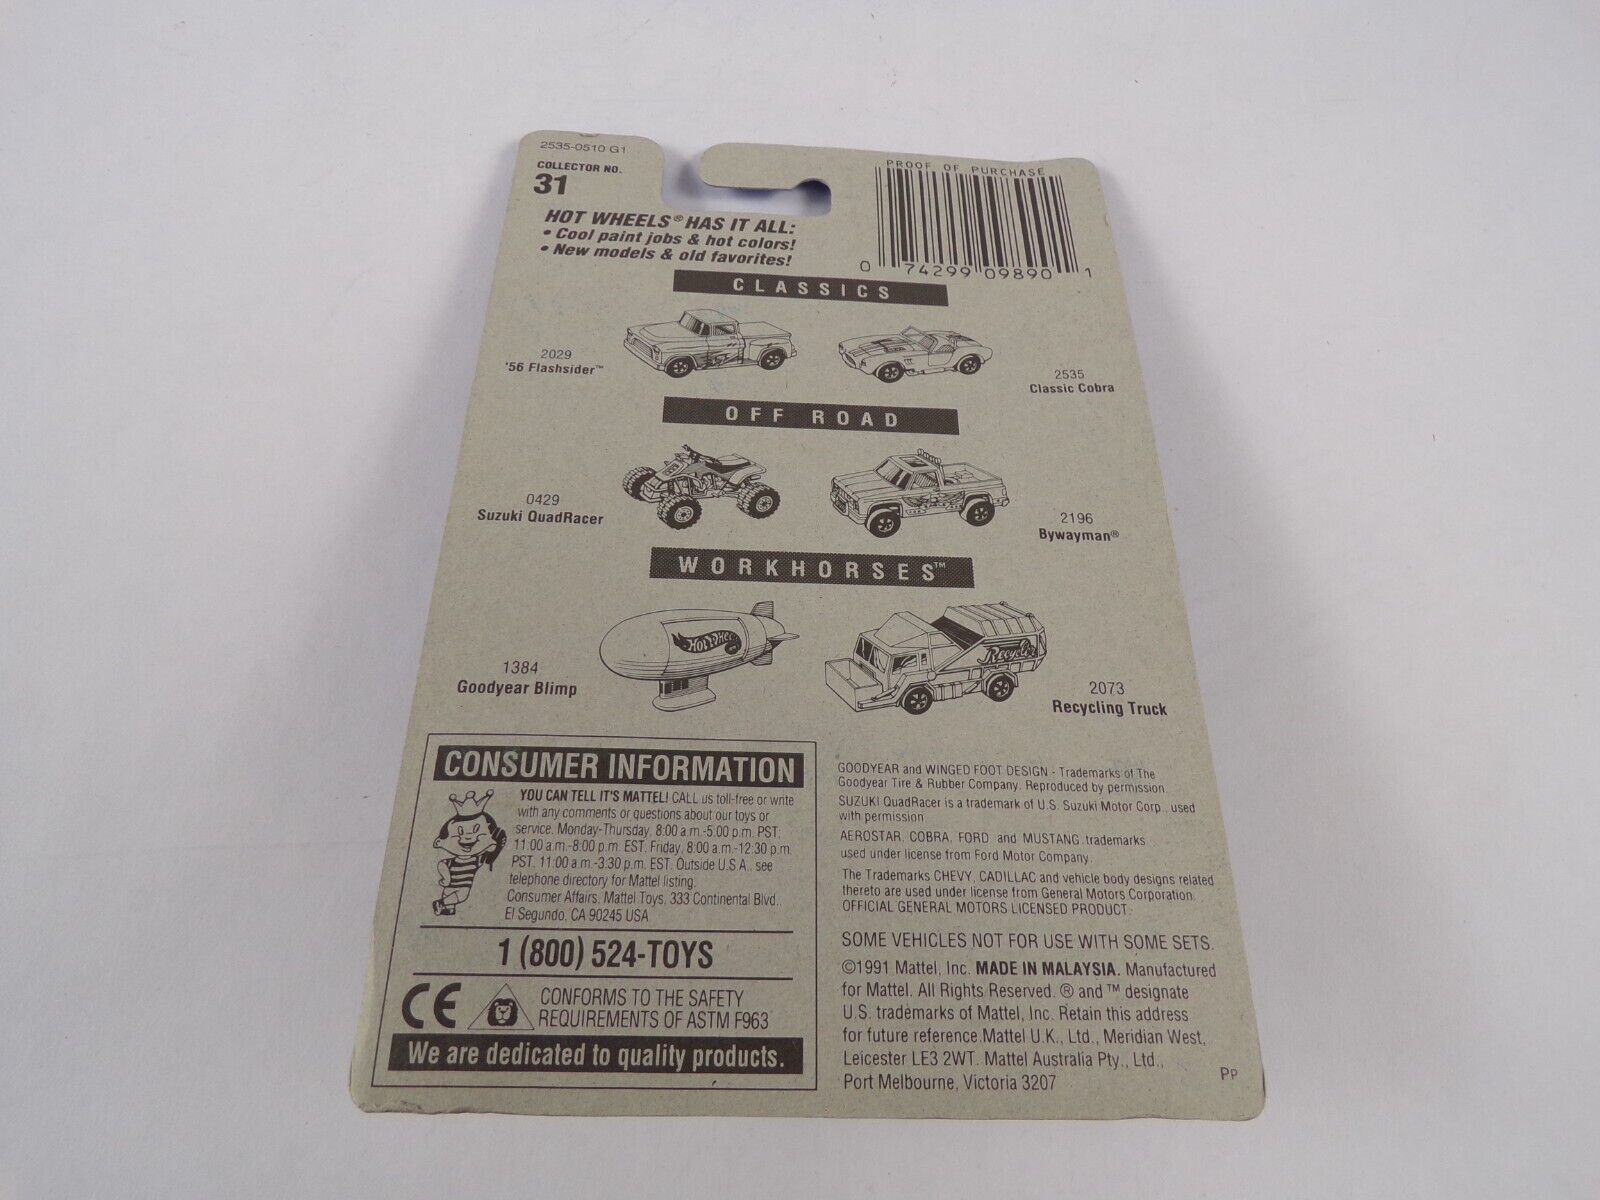 2535-0510 G1
COLLECTOR NO.
31
PROOF OF PURCHASE
0 74299 09890 1
HOT WHEELS® HAS IT ALL:
• Cool paint jobs & hot colors!
• New models & old favorites!
CLASSICS
2029
'56 Flashsider™
2535
Classic Cobra
OFF ROAD
0429
Suzuki QuadRacer
2196
Bywayman®
WORKHORSES™
HOT WHEELS
Recycler
1384
Goodyear Blimp
2073
Recycling Truck
CONSUMER INFORMATION
YOU CAN TELL IT'S MATTEL! CALL us toll-free or write
with any comments or questions about our toys or
service. Monday-Thursday, 8:00 a.m.-5:00 p.m. PST;
11:00 a.m.-8:00 p.m. EST, Friday, 8:00 a.m.-12:30 p.m.
PST, 11:00 a.m.-3:30 p.m. EST. Outside U.S.A., see
telephone directory for Mattel listing.
Consumer Affairs, Mattel Toys, 333 Continental Blvd.,
El Segundo, CA 90245 USA
1 (800) 524-TOYS
CE
CONFORMS TO THE SAFETY
REQUIREMENTS OF ASTM F963
We are dedicated to quality products.
GOODYEAR and WINGED FOOT DESIGN - Trademarks of The
Goodyear Tire & Rubber Company. Reproduced by permission.
SUZUKI QuadRacer is a trademark of U.S. Suzuki Motor Corp., used
with permission
AEROSTAR, COBRA, FORD and MUSTANG trademarks
used under license from Ford Motor Company.
The Trademarks CHEVY, CADILLAC and vehicle body designs related
thereto are used under license from General Motors Corporation.
OFFICIAL GENERAL MOTORS LICENSED PRODUCT.
SOME VEHICLES NOT FOR USE WITH SOME SETS.
©1991 Mattel, Inc. MADE IN MALAYSIA. Manufactured
for Mattel. All Rights Reserved. ® and ™ designate
U.S. trademarks of Mattel, Inc. Retain this address
for future reference.Mattel U.K., Ltd., Meridian West,
Leicester LE3 2WT. Mattel Australia Pty., Ltd.,
Port Melbourne, Victoria 3207
PP